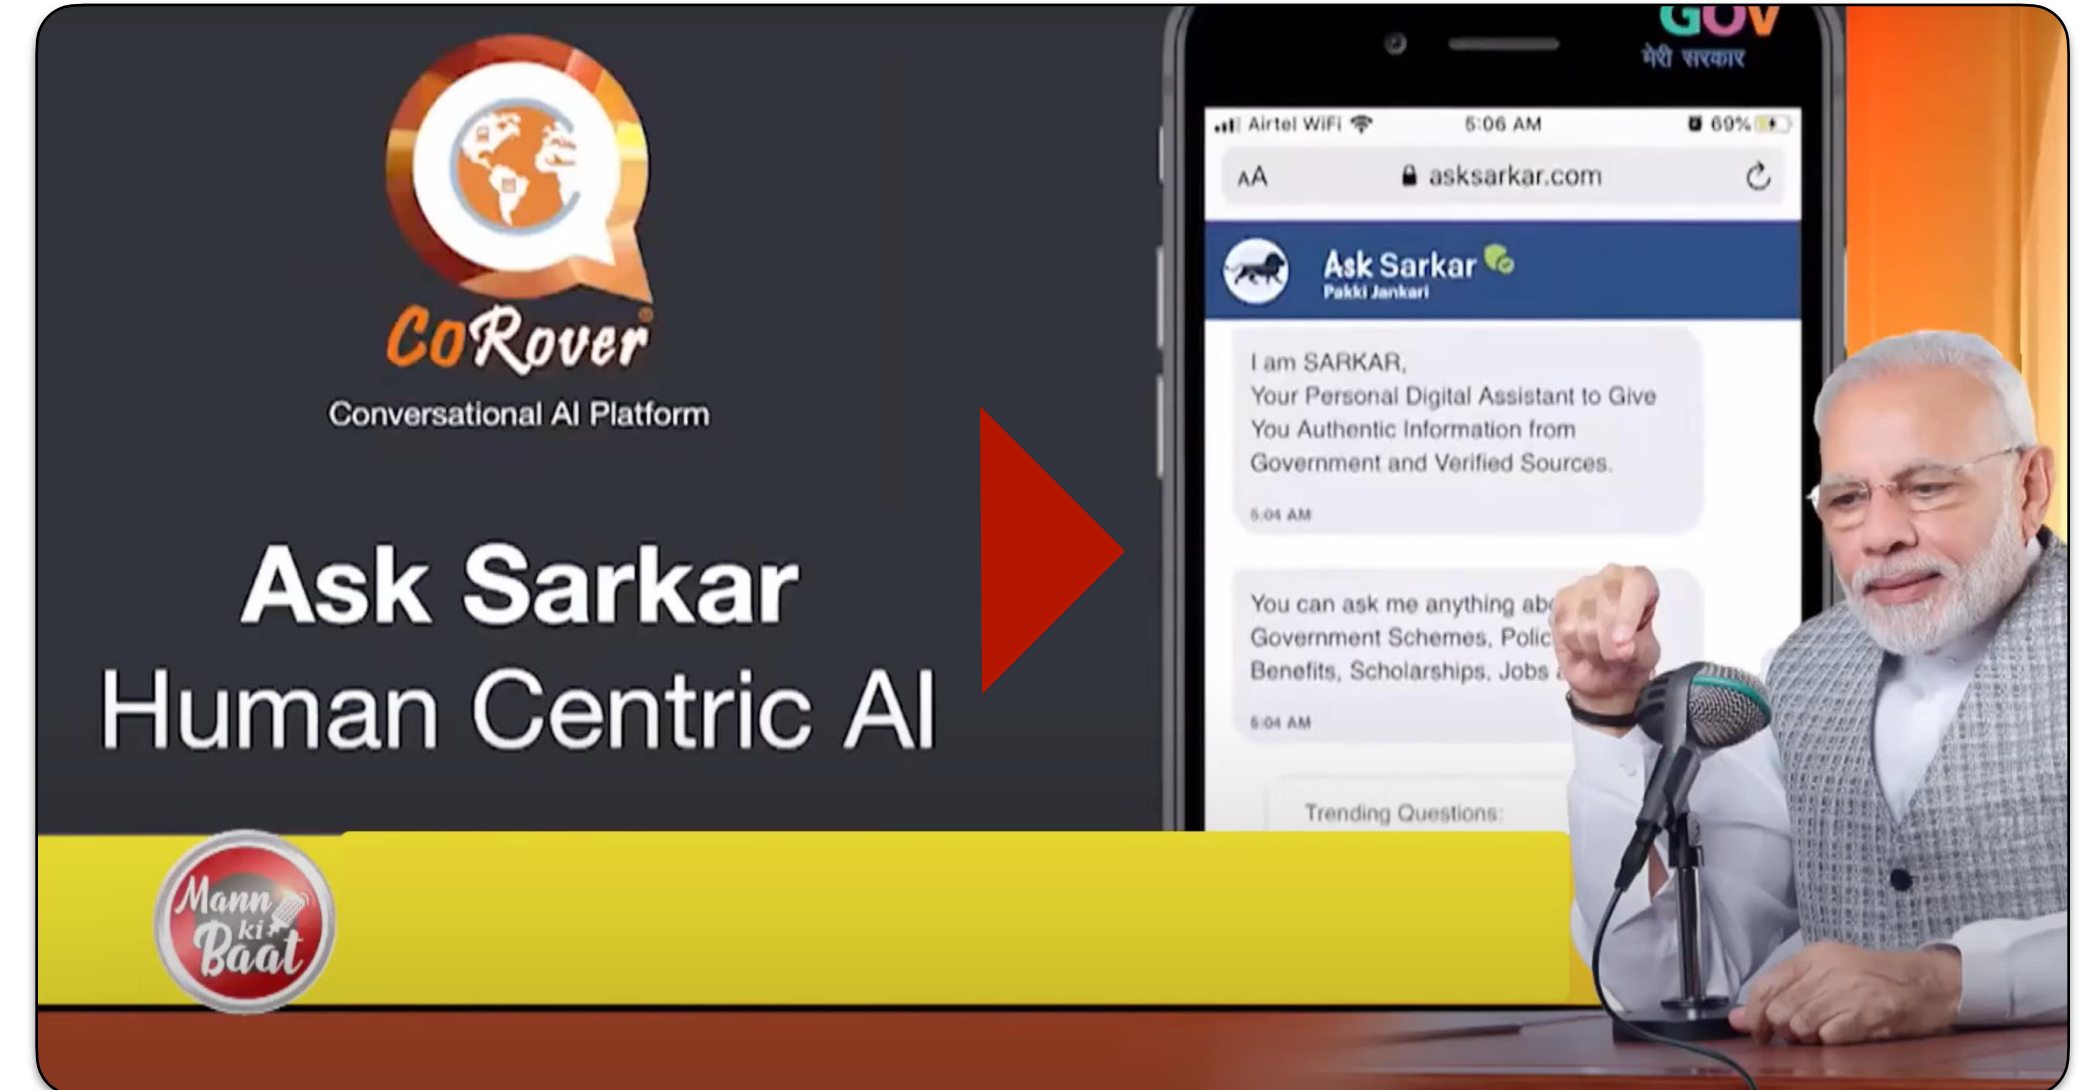 CoRover®
Conversational AI Platform
Ask Sarkar
Human Centric AI
Mann
ki
Baat
GOV
मेरी सरकार
Airtel WiFi 5:06 AM 69%
AA asksarkar.com
Ask Sarkar
Pakki Jankari
I am SARKAR,
Your Personal Digital Assistant to Give
You Authentic Information from
Government and Verified Sources.
5:04 AM
You can ask me anything
Government Schemes,
Benefits, Scholarships, Jobs
5:04 AM
Trending Questions: